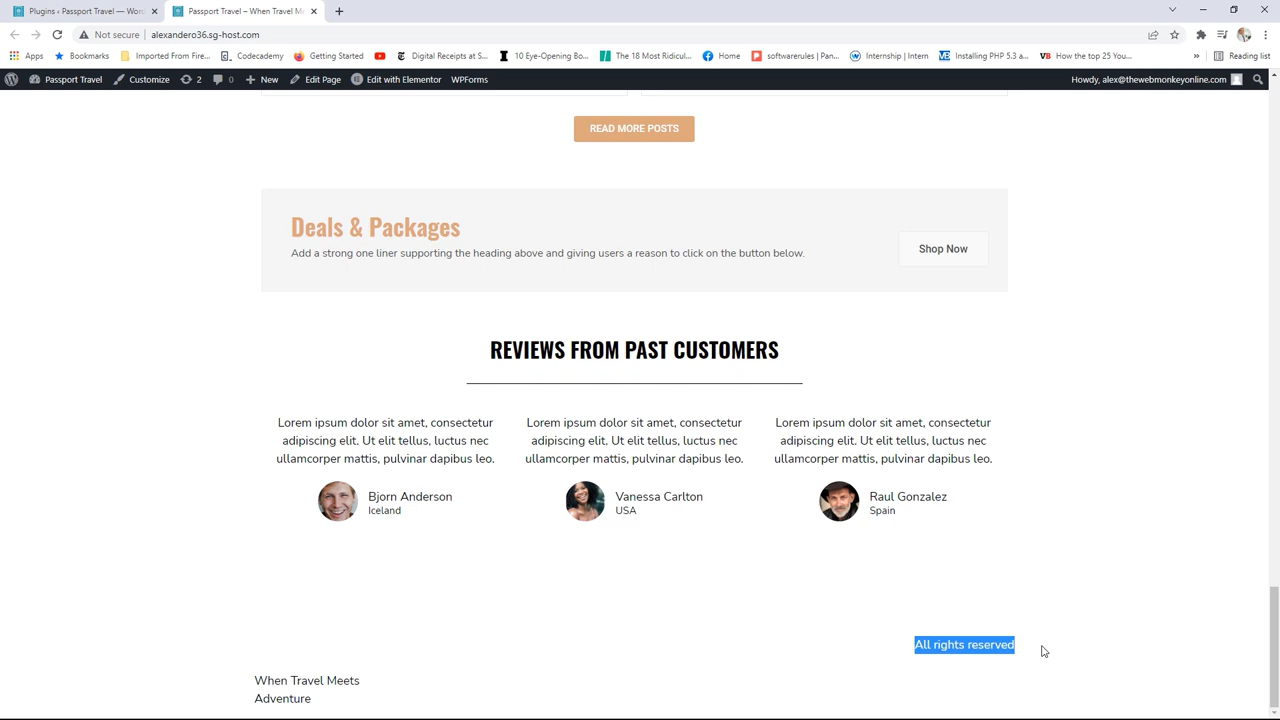 Plugins ‹ Passport Travel — Word
Passport Travel – When Travel Me
Not secure
alexandero36.sg-host.com
Apps
Bookmarks
Imported From Fire...
Codecademy
Getting Started
Digital Receipts at S...
10 Eye-Opening Bo...
The 18 Most Ridicul...
Home
softwarerules | Pan...
Internship | Intern
Installing PHP 5.3 a...
How the top 25 You...
»
Reading list
Passport Travel
Customize
2
0
New
Edit Page
Edit with Elementor
WPForms
Howdy, alex@thewebmonkeyonline.com
READ MORE POSTS
Deals & Packages
Add a strong one liner supporting the heading above and giving users a reason to click on the button below.
Shop Now
REVIEWS FROM PAST CUSTOMERS
Lorem ipsum dolor sit amet, consectetur
adipiscing elit. Ut elit tellus, luctus nec
ullamcorper mattis, pulvinar dapibus leo.
Bjorn Anderson
Iceland
Lorem ipsum dolor sit amet, consectetur
adipiscing elit. Ut elit tellus, luctus nec
ullamcorper mattis, pulvinar dapibus leo.
Vanessa Carlton
USA
Lorem ipsum dolor sit amet, consectetur
adipiscing elit. Ut elit tellus, luctus nec
ullamcorper mattis, pulvinar dapibus leo.
Raul Gonzalez
Spain
All rights reserved
When Travel Meets
Adventure